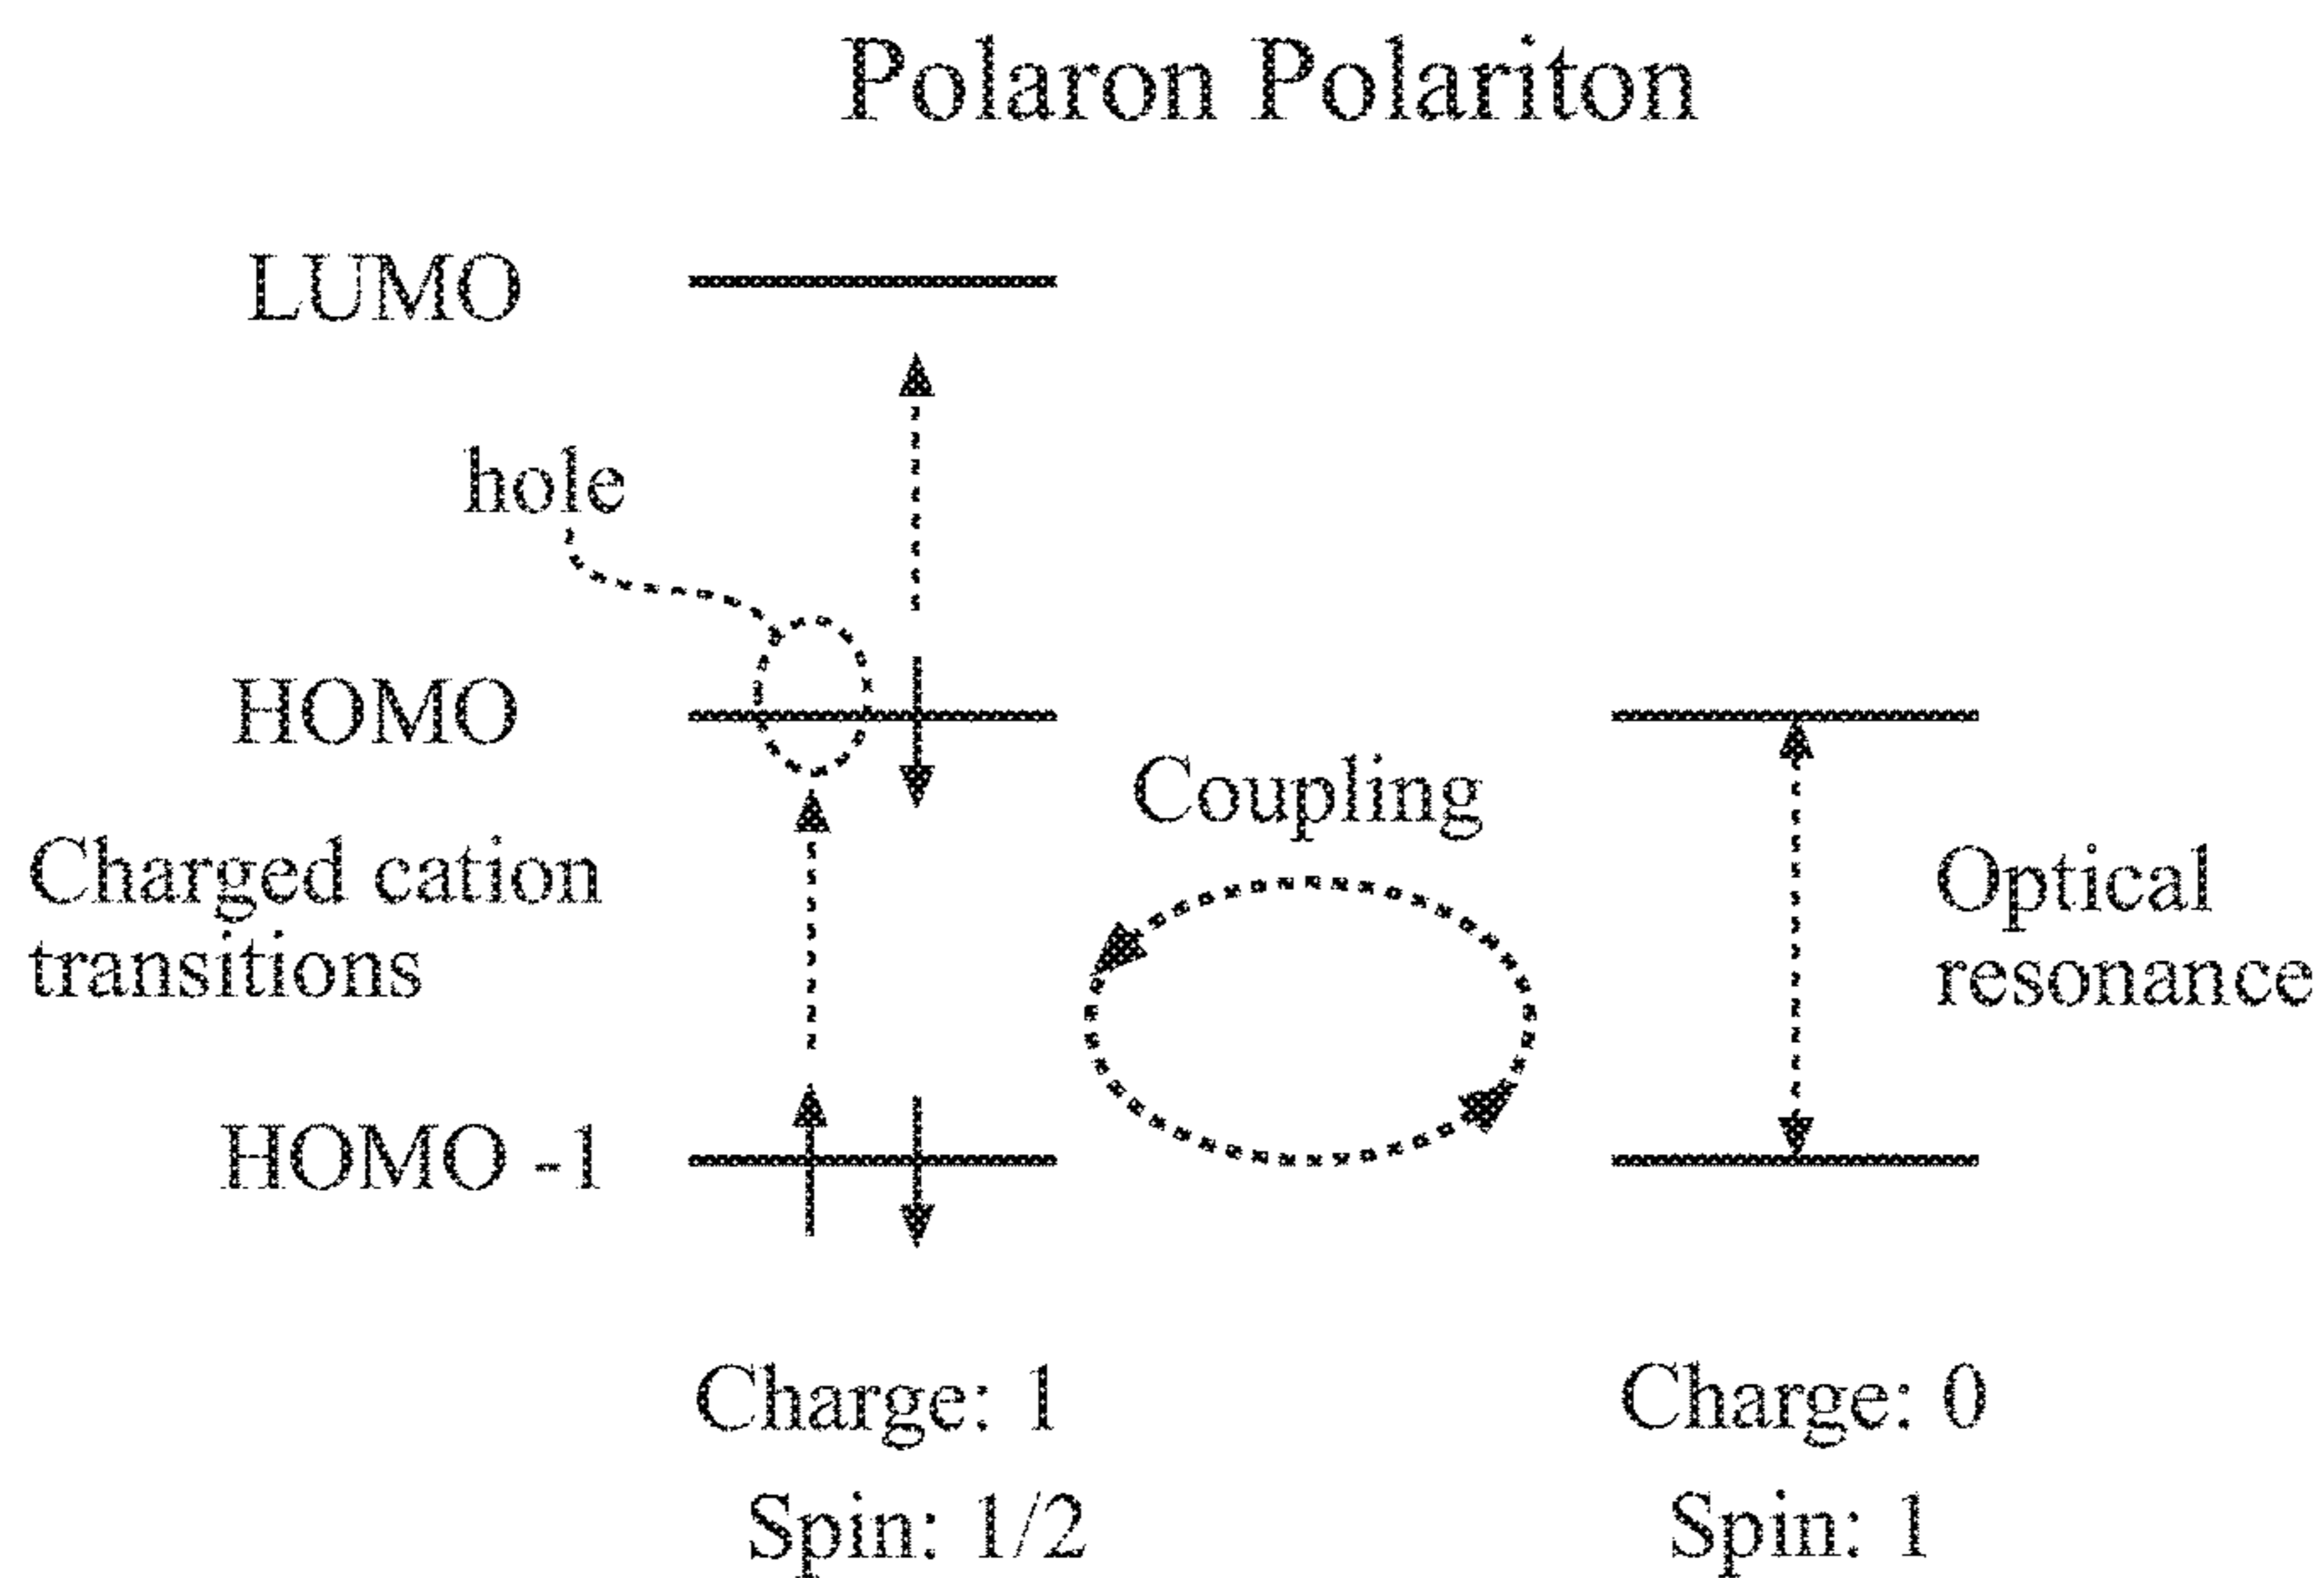 Polaron Polariton
LUMO
hole
HOMO
Coupling
Charged cation
transitions
Optical
resonance
HOMO -1
Charge: 1
Spin: 1/2
Charge: 0
Spin: 1